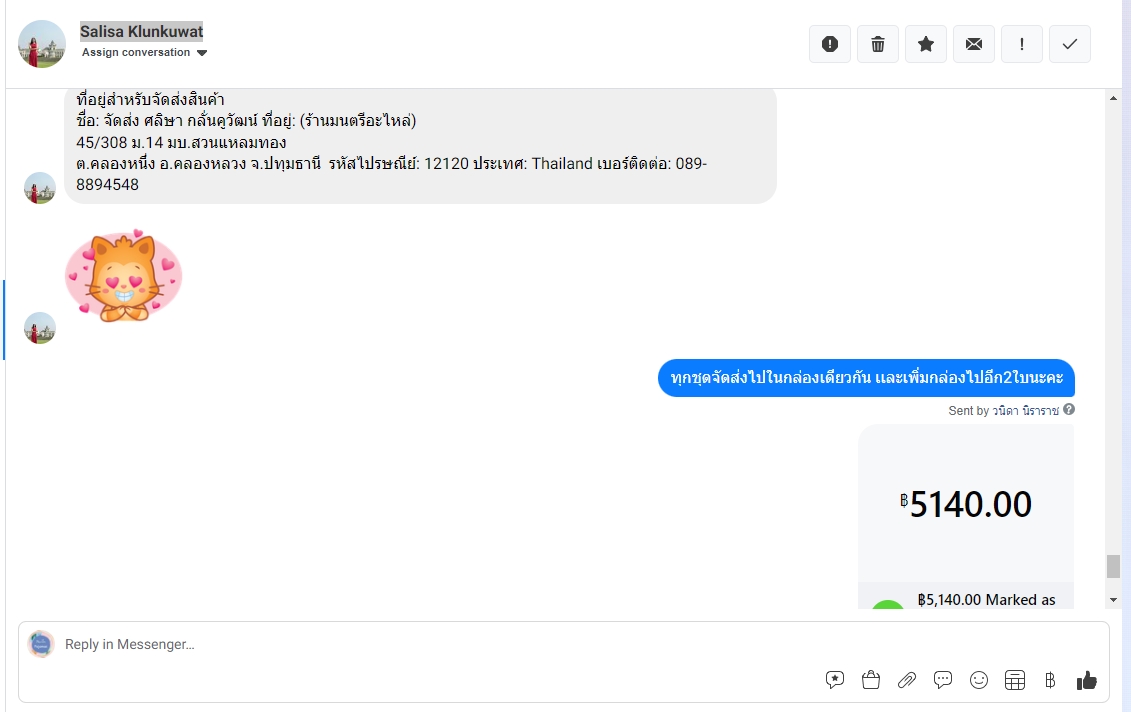 Salisa Klunkuwat
Assign conversation
ที่อยู่สำหรับจัดส่งสินค้า
ชื่อ: จัดส่ง ศลิษา กลั่นคูวัฒน์ ที่อยู่: (ร้านมนตรีอะไหล่)
45/308 ม.14 มบ.สวนแหลมทอง
ต.คลองหนึ่ง อ.คลองหลวง จ.ปทุมธานี รหัสไปรษณีย์: 12120 ประเทศ: Thailand เบอร์ติดต่อ: 089-
8894548
ทุกชุดจัดส่งไปในกล่องเดียวกัน และเพิ่มกล่องไปอีก2ใบนะคะ
Sent by วนิดา นิราราช
฿5140.00
฿5,140.00 Marked as
Reply in Messenger...